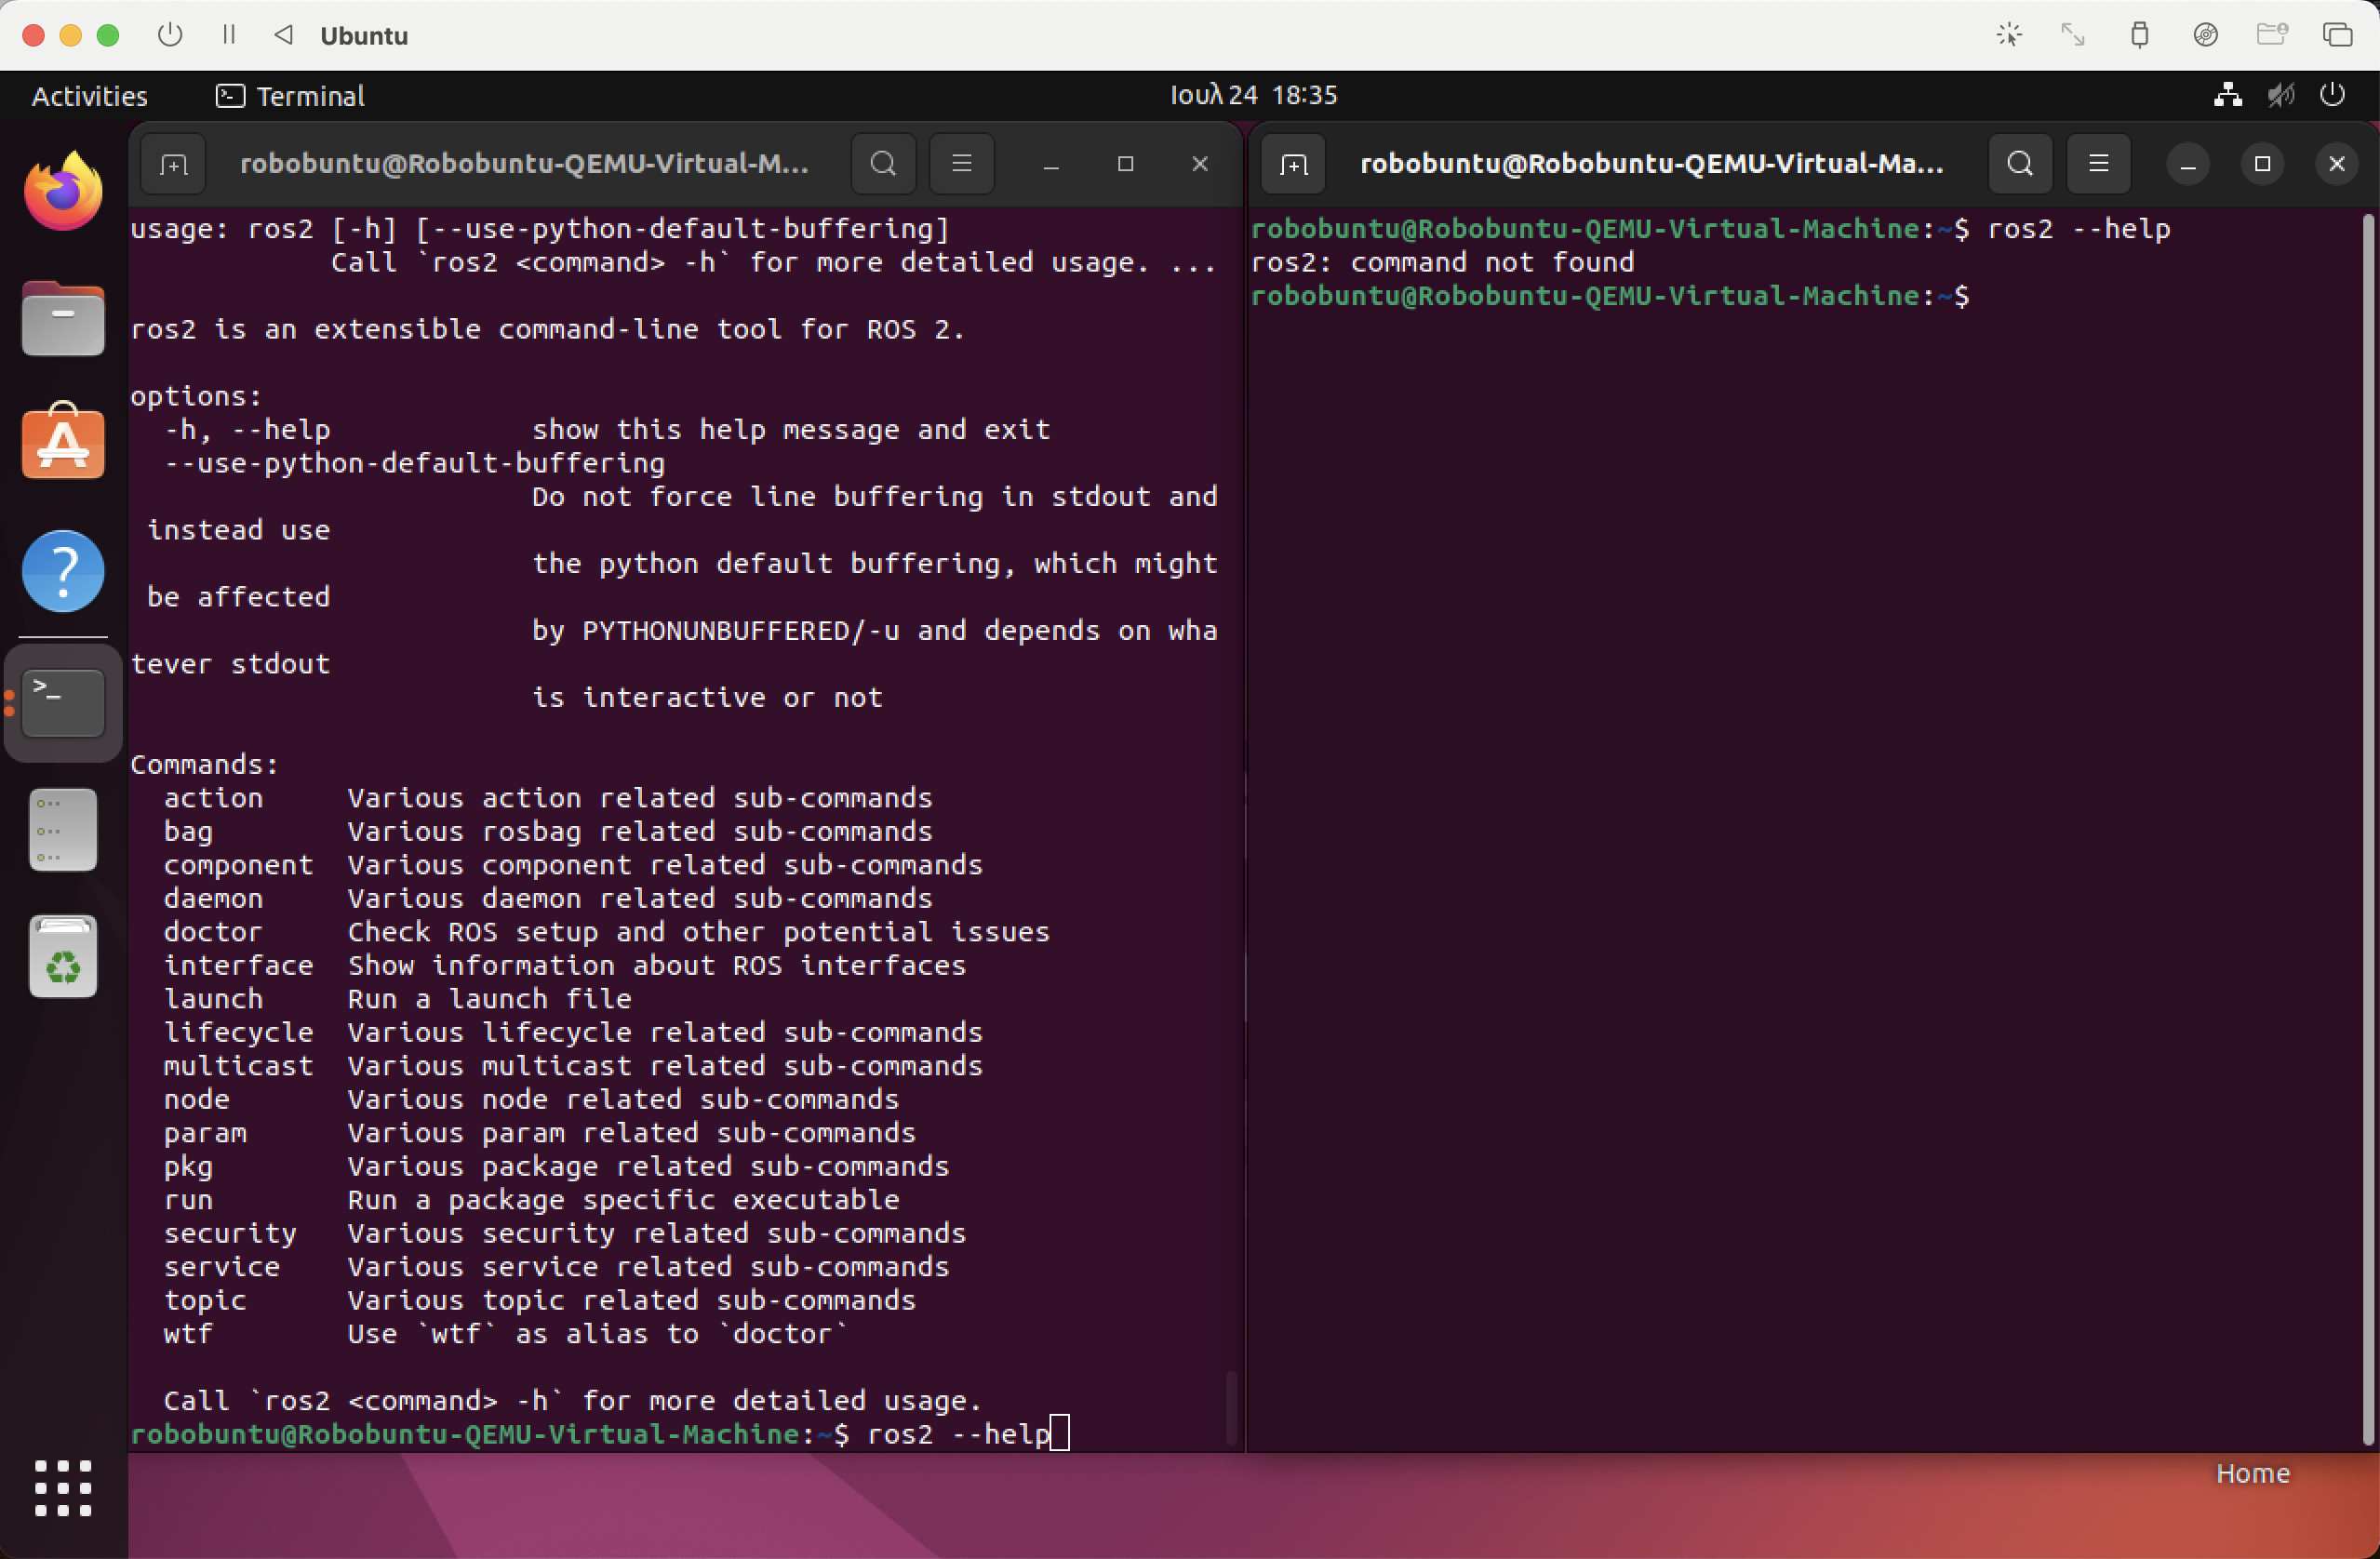 Ubuntu
Activities
Terminal
Ιουλ 24 18:35
robobuntu@Robobuntu-QEMU-Virtual-M...
usage: ros2 [-h] [--use-python-default-buffering]
            Call `ros2 <command> -h` for more detailed usage. ...
ros2 is an extensible command-line tool for ROS 2.
options:
  -h, --help            show this help message and exit
  --use-python-default-buffering
                        Do not force line buffering in stdout and
 instead use
                        the python default buffering, which might
 be affected
                        by PYTHONUNBUFFERED/-u and depends on wha
tever stdout
                        is interactive or not
Commands:
  action     Various action related sub-commands
  bag        Various rosbag related sub-commands
  component  Various component related sub-commands
  daemon     Various daemon related sub-commands
  doctor     Check ROS setup and other potential issues
  interface  Show information about ROS interfaces
  launch     Run a launch file
  lifecycle  Various lifecycle related sub-commands
  multicast  Various multicast related sub-commands
  node       Various node related sub-commands
  param      Various param related sub-commands
  pkg        Various package related sub-commands
  run        Run a package specific executable
  security   Various security related sub-commands
  service    Various service related sub-commands
  topic      Various topic related sub-commands
  wtf        Use `wtf` as alias to `doctor`
  Call `ros2 <command> -h` for more detailed usage.
robobuntu@Robobuntu-QEMU-Virtual-Machine:~$ ros2 --help
robobuntu@Robobuntu-QEMU-Virtual-Ma...
robobuntu@Robobuntu-QEMU-Virtual-Machine:~$ ros2 --help
ros2: command not found
robobuntu@Robobuntu-QEMU-Virtual-Machine:~$
Home